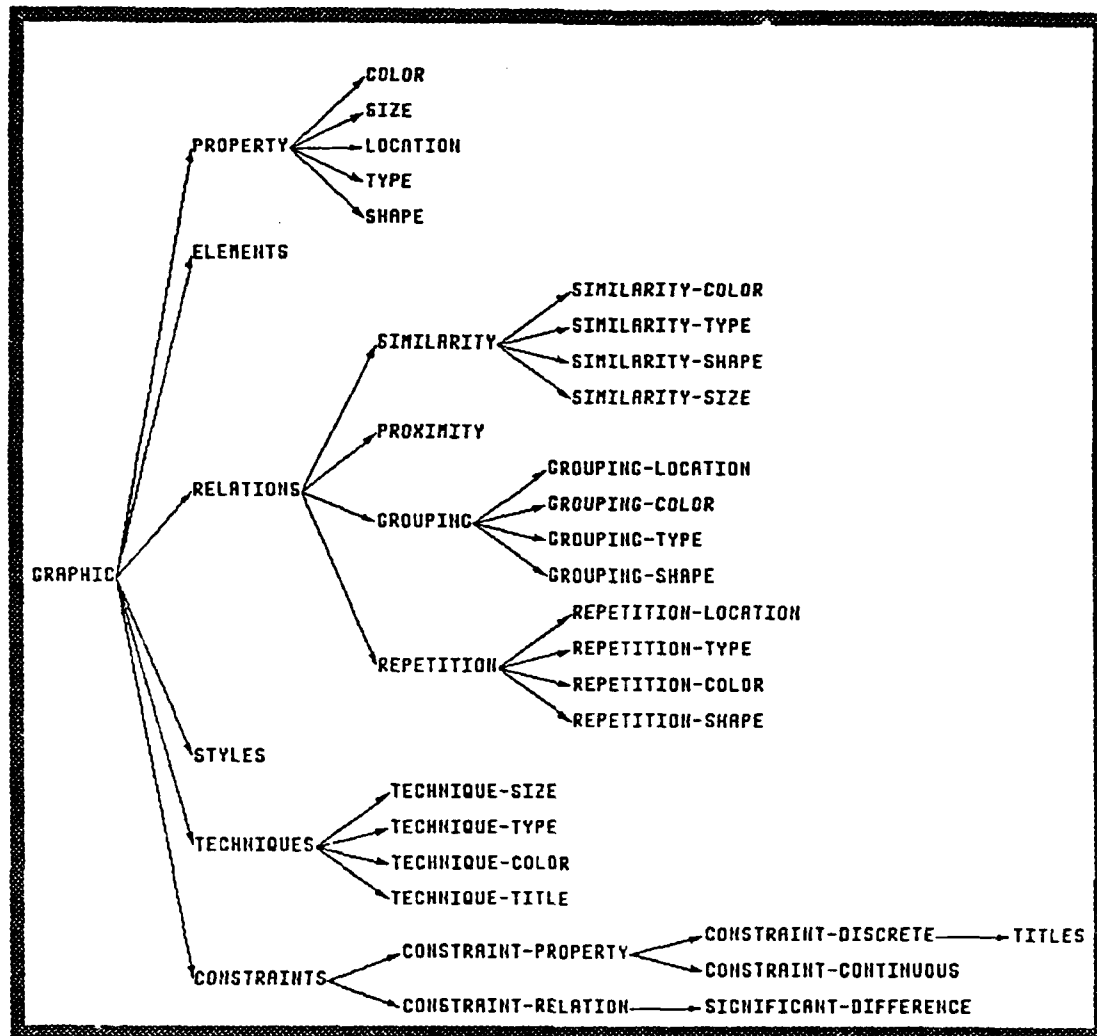 COLOR
SIZE
PROPERTY
LOCATION
TYPE
SHAPE
ELEMENTS
SIMILARITY-COLOR
SIMILARITY-TYPE
SIMILARITY
SIMILARITY-SHAPE
SIMILARITY-SIZE
PROXIMITY
GROUPING-LOCATION
RELATIONS
GROUPING-COLOR
GROUPING
GROUPING-TYPE
GRAPHIC
GROUPING-SHAPE
REPETITION-LOCATION
REPETITION-TYPE
REPETITION
REPETITION-COLOR
REPETITION-SHAPE
STYLES
TECHNIQUE-SIZE
TECHNIQUE-TYPE
TECHNIQUES
TECHNIQUE-COLOR
TECHNIQUE-TITLE
CONSTRAINT-DISCRETE
TITLES
CONSTRAINT-PROPERTY
CONSTRAINTS
CONSTRAINT-CONTINUOUS
CONSTRAINT-RELATION
SIGNIFICANT-DIFFERENCE